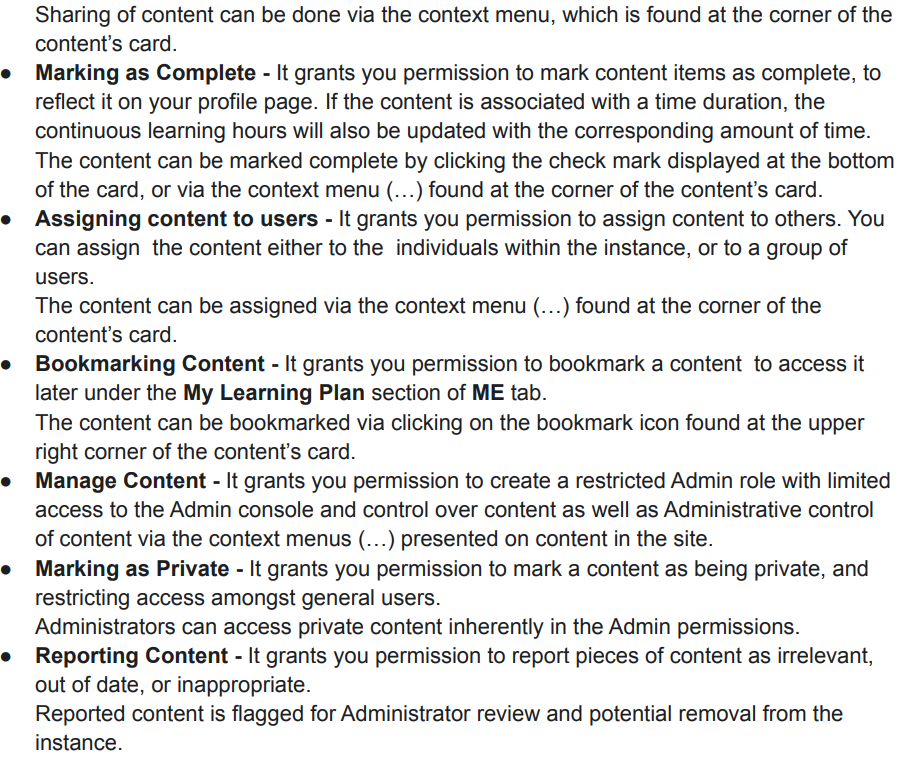 Sharing of content can be done via the context menu, which is found at the corner of the
content’s card.
● Marking as Complete - It grants you permission to mark content items as complete, to
reflect it on your profile page. If the content is associated with a time duration, the
continuous learning hours will also be updated with the corresponding amount of time.
The content can be marked complete by clicking the check mark displayed at the bottom
of the card, or via the context menu (…) found at the corner of the content’s card.
● Assigning content to users - It grants you permission to assign content to others. You
can assign  the content either to the  individuals within the instance, or to a group of
users.
The content can be assigned via the context menu (…) found at the corner of the
content’s card.
● Bookmarking Content - It grants you permission to bookmark a content  to access it
later under the My Learning Plan section of ME tab.
The content can be bookmarked via clicking on the bookmark icon found at the upper
right corner of the content’s card.
● Manage Content - It grants you permission to create a restricted Admin role with limited
access to the Admin console and control over content as well as Administrative control
of content via the context menus (…) presented on content in the site.
● Marking as Private - It grants you permission to mark a content as being private, and
restricting access amongst general users.
Administrators can access private content inherently in the Admin permissions.
● Reporting Content - It grants you permission to report pieces of content as irrelevant,
out of date, or inappropriate.
Reported content is flagged for Administrator review and potential removal from the
instance.